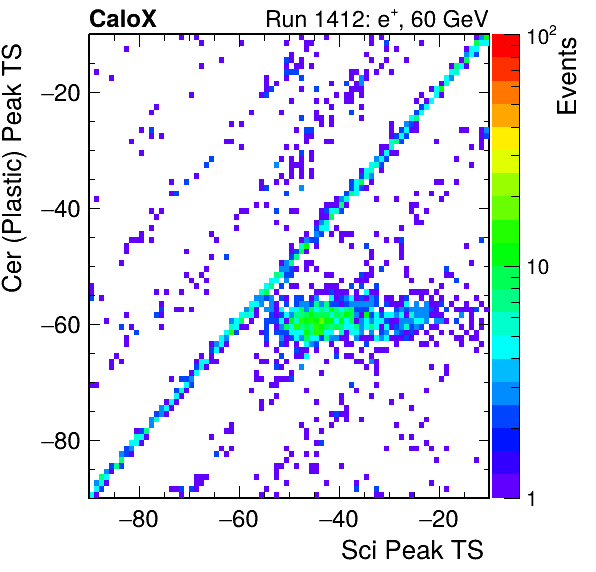 CaloX Run 1412: e⁺, 60 GeV
Cer (Plastic) Peak TS
−20
−40
−60
−80
−80 −60 −40 −20
Sci Peak TS
10²
10
1
Events